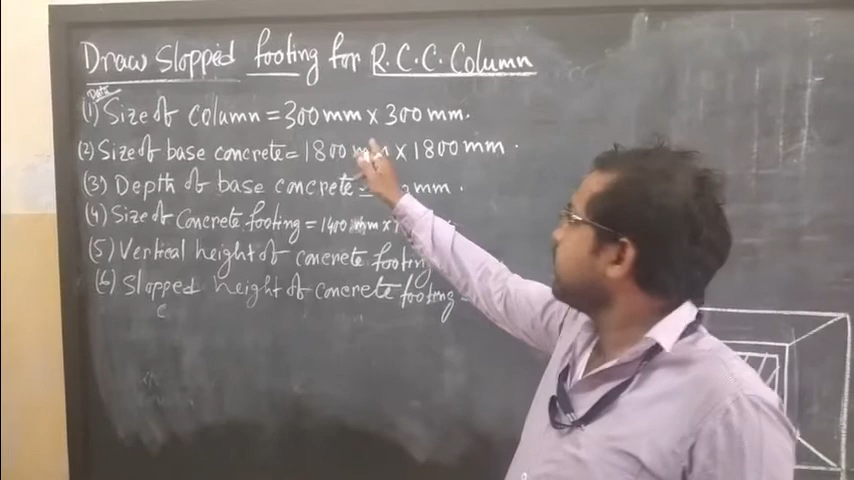 Draw Slopped footing for R.C.C. Column
Data
(1) Size of column = 300 mm x 300 mm.
(2) Size of base concrete = 1800 mm x 1800 mm.
(3) Depth of base concrete = mm.
(4) Size of Concrete footing = 1400 mm x
(5) Vertical height of concrete footing
(6) Slopped height of concrete footing =